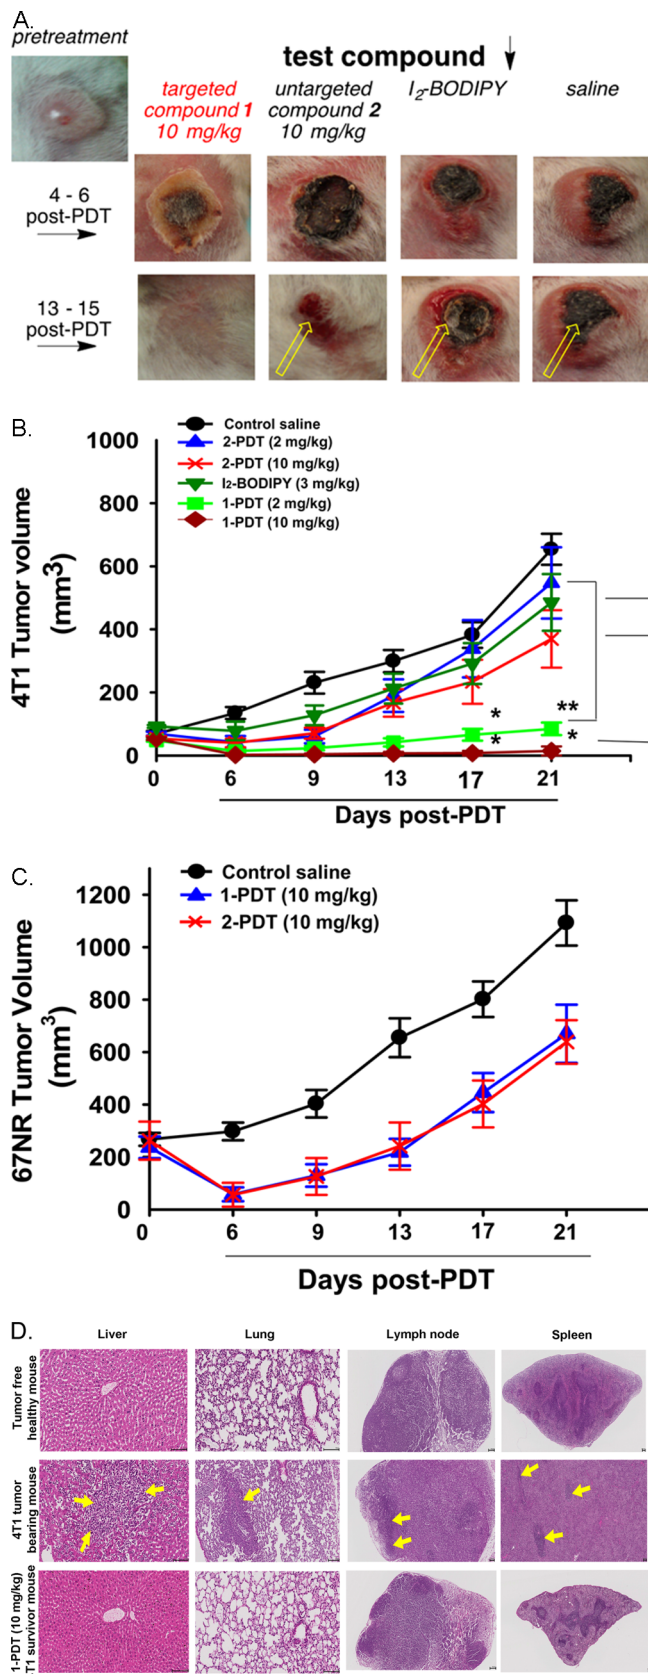 A.
pretreatment
test compound
targeted
compound 1
10 mg/kg
untargeted
compound 2
10 mg/kg
I2-BODIPY
saline
4 - 6
post-PDT
13 - 15
post-PDT
B.
4T1 Tumor volume
(mm3)
1000
800
600
400
200
0
Control saline
2-PDT (2 mg/kg)
2-PDT (10 mg/kg)
I2-BODIPY (3 mg/kg)
1-PDT (2 mg/kg)
1-PDT (10 mg/kg)
*
*
**
*
0 6 9 13 17 21
Days post-PDT
C.
67NR Tumor Volume
(mm3)
1200
1000
800
600
400
200
0
Control saline
1-PDT (10 mg/kg)
2-PDT (10 mg/kg)
0 6 9 13 17 21
Days post-PDT
D.
Liver Lung Lymph node Spleen
Tumor free
healthy mouse
4T1 tumor
bearing mouse
1-PDT (10 mg/kg)
T1 survivor mouse